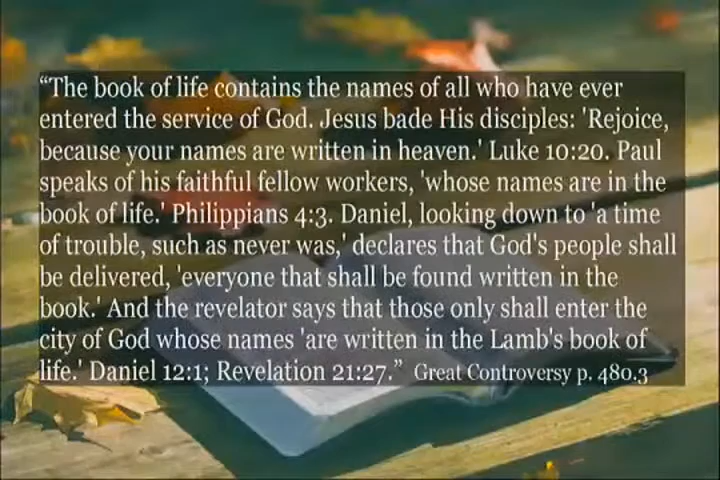 “The book of life contains the names of all who have ever
entered the service of God. Jesus bade His disciples: 'Rejoice,
because your names are written in heaven.' Luke 10:20. Paul
speaks of his faithful fellow workers, 'whose names are in the
book of life.' Philippians 4:3. Daniel, looking down to 'a time
of trouble, such as never was,' declares that God's people shall
be delivered, 'everyone that shall be found written in the
book.' And the revelator says that those only shall enter the
city of God whose names 'are written in the Lamb's book of
life.' Daniel 12:1; Revelation 21:27.” Great Controversy p. 480.3